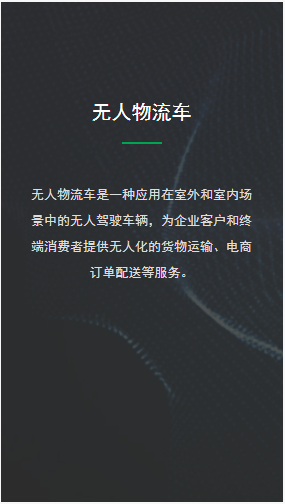 无人物流车
无人物流车是一种应用在室外和室内场
景中的无人驾驶车辆，为企业客户和终
端消费者提供无人化的货物运输、电商
订单配送等服务。